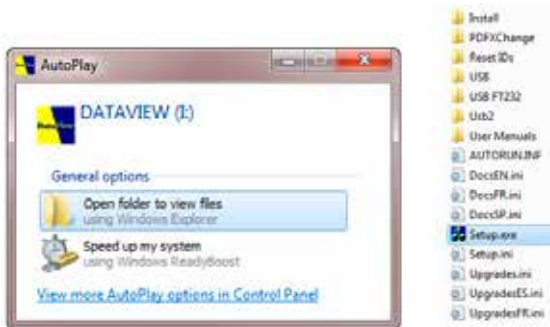 AutoPlay
DATAVIEW (I:)
General options
Open folder to view files
using Windows Explorer
Speed up my system
using Windows ReadyBoost
View more AutoPlay options in Control Panel
Install
PDFXChange
Reset IDs
USB
USB FT232
Usb2
User Manuals
AUTORUN.INF
DocsEN.ini
DocsFR.ini
DocsSP.ini
Setup.exe
Setup.ini
Upgrades.ini
UpgradesES.ini
UpgradesFR.ini